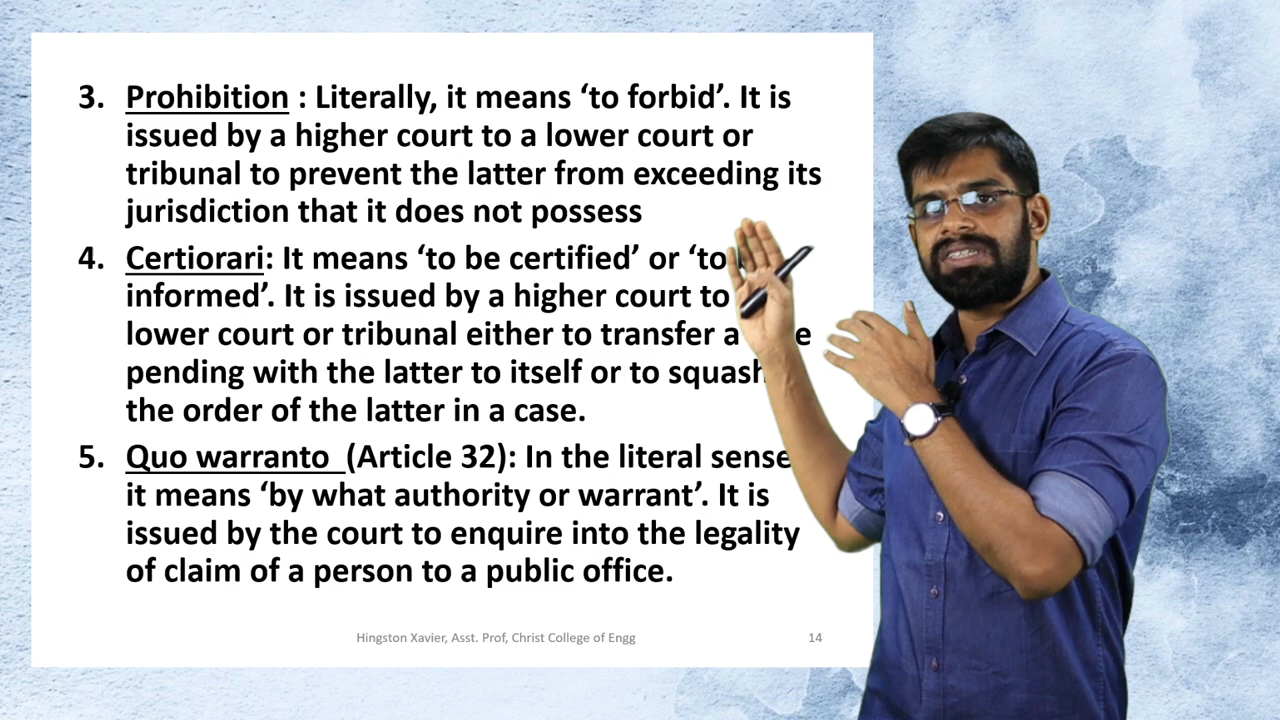 3. Prohibition : Literally, it means ‘to forbid’. It is
issued by a higher court to a lower court or
tribunal to prevent the latter from exceeding its
jurisdiction that it does not possess
4. Certiorari: It means ‘to be certified’ or ‘to
informed’. It is issued by a higher court to
lower court or tribunal either to transfer a
pending with the latter to itself or to squash
the order of the latter in a case.
5. Quo warranto (Article 32): In the literal sense
it means ‘by what authority or warrant’. It is
issued by the court to enquire into the legality
of claim of a person to a public office.
Hingston Xavier, Asst. Prof, Christ College of Engg 14